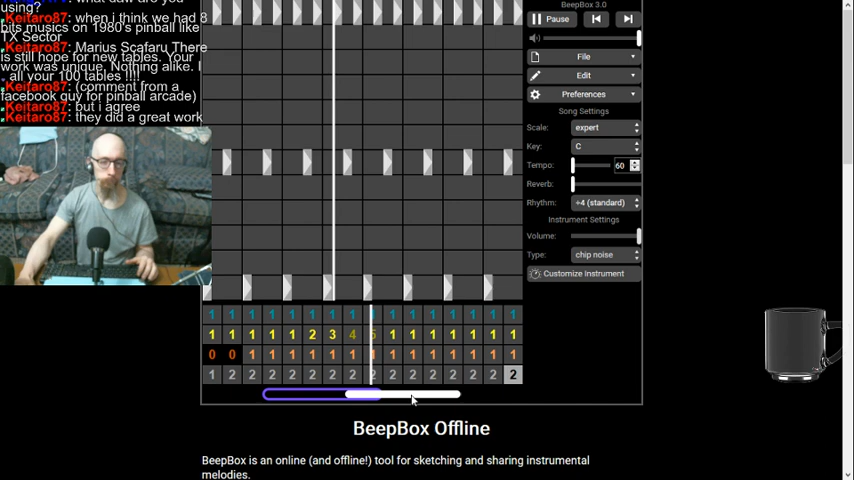 using?
Keitaro87: when i think we had 8
bits musics on 1980's pinball like
TX Sector
Keitaro87: Marius Scafaru There
is still hope for new tables. Your
work was unique. Nothing alike. I
all your 100 tables !!!!
Keitaro87: (comment from a
facebook guy for pinball arcade)
Keitaro87: but i agree
Keitaro87: they did a great work
BeepBox 3.0
Pause
File
Edit
Preferences
Song Settings
Scale: expert
Key: C
Tempo: 60
Reverb:
Rhythm: ÷4 (standard)
Instrument Settings
Volume:
Type: chip noise
Customize Instrument
1 1 1 1 1 1 1 1 1 1 1 1 1 1 1 1
1 1 1 1 1 2 3 4 5 1 1 1 1 1 1 1
0 0 1 1 1 1 1 1 1 1 1 1 1 1 1 1
1 2 2 2 2 2 2 2 2 2 2 2 2 2 2 2
BeepBox Offline
BeepBox is an online (and offline!) tool for sketching and sharing instrumental
melodies.